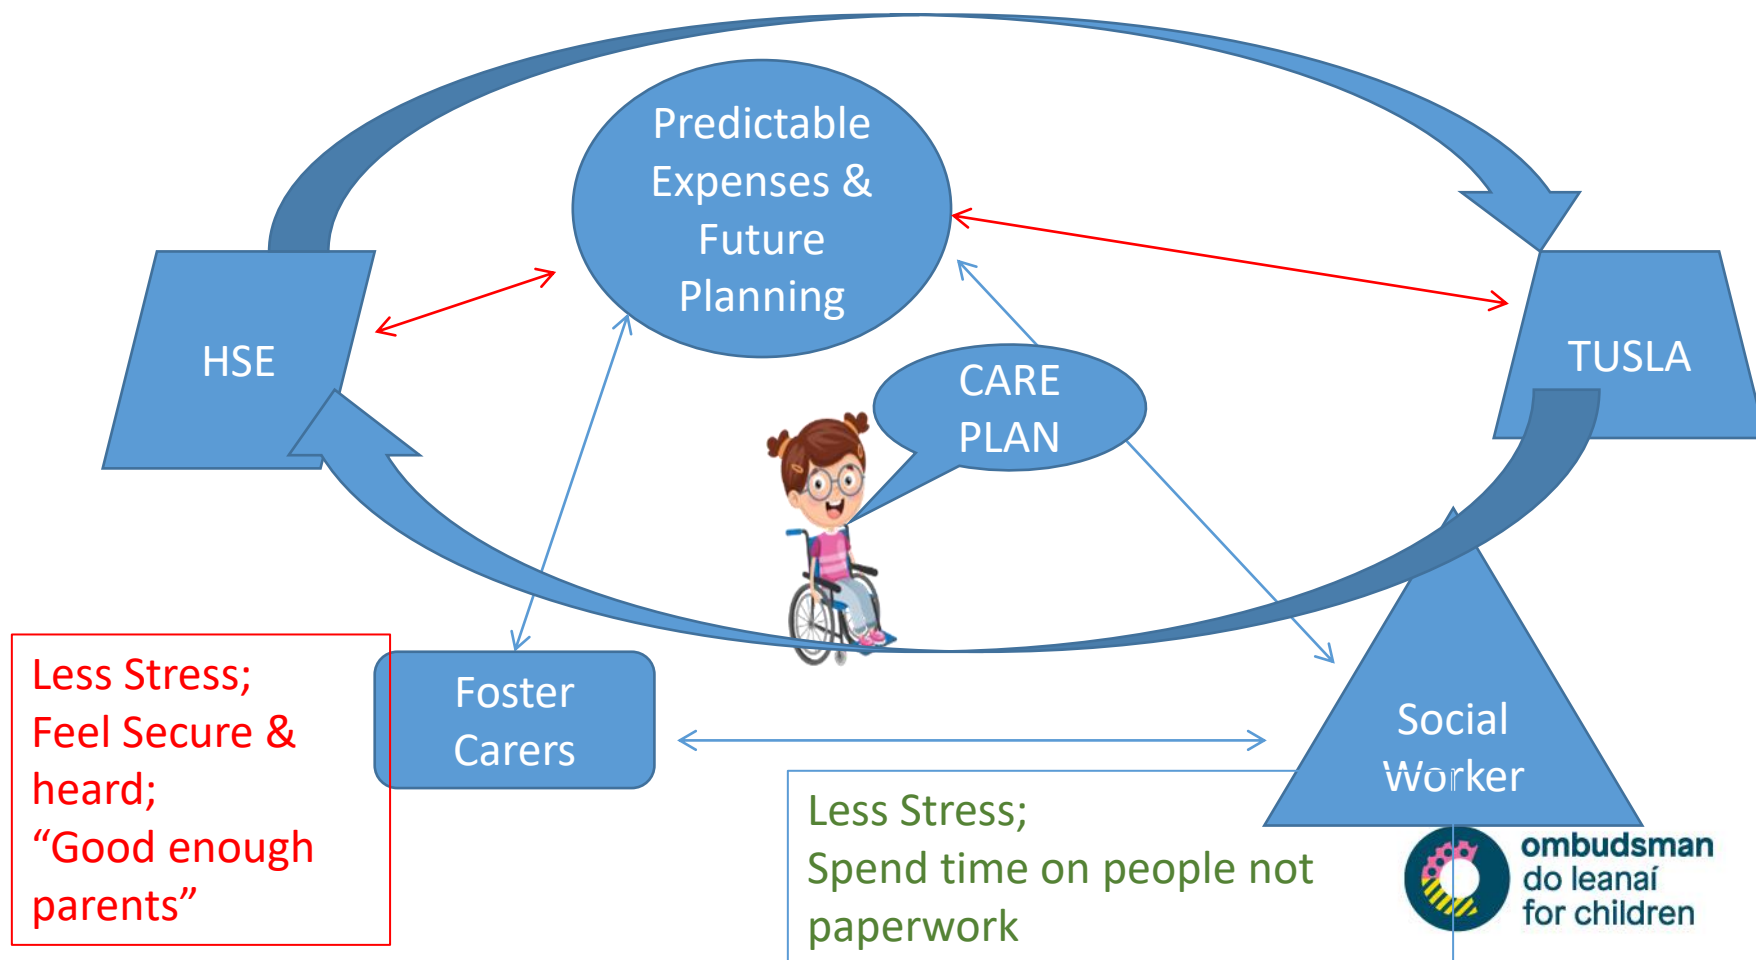 Predictable
Expenses &
Future
Planning
HSE
TUSLA
CARE
PLAN
Less Stress;
Feel Secure &
heard;
“Good enough
parents”
Foster
Carers
Social
Worker
Less Stress;
Spend time on people not
paperwork
ombudsman
do leanaí
for children